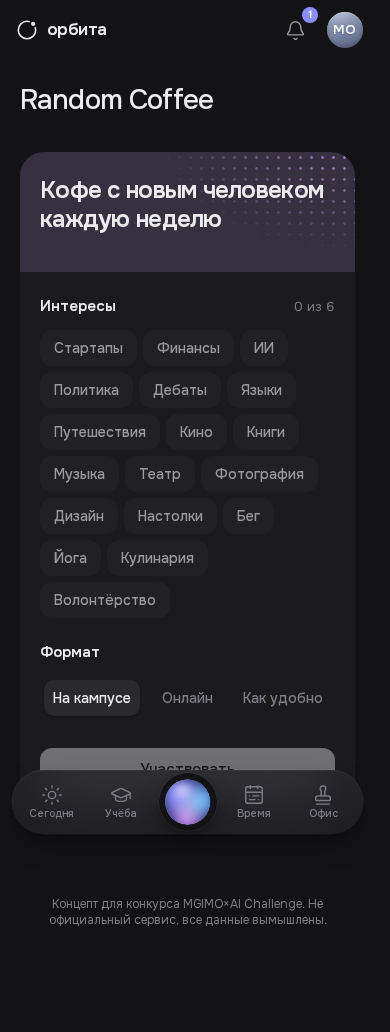 орбита
1
МО
Random Coffee
Кофе с новым человеком
каждую неделю
Интересы
0 из 6
Стартапы
Финансы
ИИ
Политика
Дебаты
Языки
Путешествия
Кино
Книги
Музыка
Театр
Фотография
Дизайн
Настолки
Бег
Йога
Кулинария
Волонтёрство
Формат
На кампусе
Онлайн
Как удобно
Участвовать
Сегодня
Учёба
Время
Офис
Концепт для конкурса MGIMO×AI Challenge. Не
официальный сервис, все данные вымышлены.